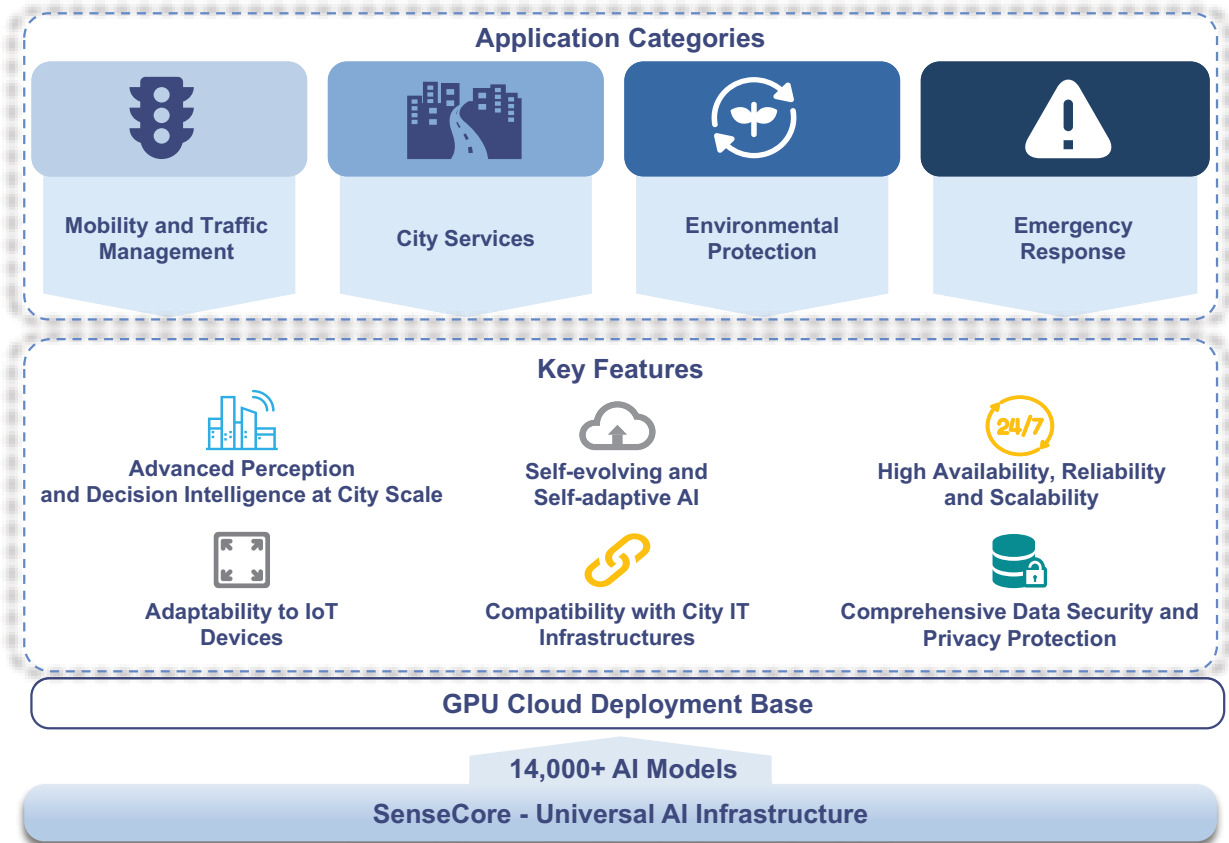 Application Categories
Mobility and Traffic
Management
City Services
Environmental
Protection
Emergency
Response
Key Features
Advanced Perception
and Decision Intelligence at City Scale
Self-evolving and
Self-adaptive AI
24/7
High Availability, Reliability
and Scalability
Adaptability to IoT
Devices
Compatibility with City IT
Infrastructures
Comprehensive Data Security and
Privacy Protection
GPU Cloud Deployment Base
14,000+ AI Models
SenseCore - Universal AI Infrastructure